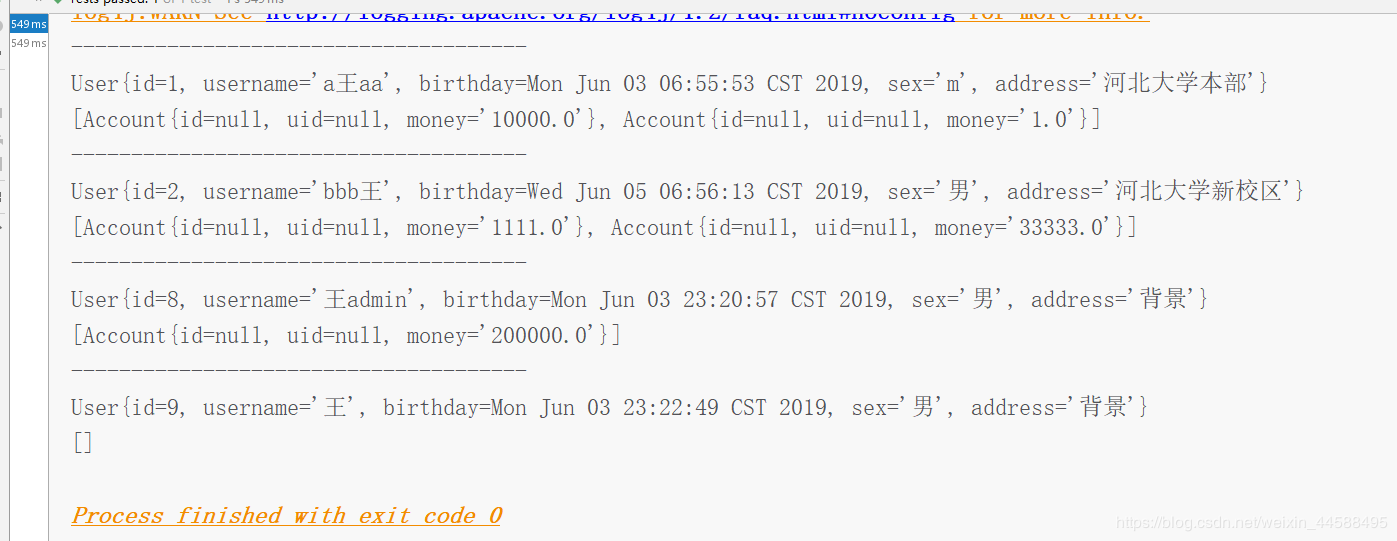 Tests passed: 1
549 ms
549 ms
log4j:WARN See http://logging.apache.org/log4j/1.2/faq.html#noconfig for more info.
--------------------------------------
User{id=1, username='a王aa', birthday=Mon Jun 03 06:55:53 CST 2019, sex='m', address='河北大学本部'}
[Account{id=null, uid=null, money='10000.0'}, Account{id=null, uid=null, money='1.0'}]
--------------------------------------
User{id=2, username='bbb王', birthday=Wed Jun 05 06:56:13 CST 2019, sex='男', address='河北大学新校区'}
[Account{id=null, uid=null, money='1111.0'}, Account{id=null, uid=null, money='33333.0'}]
--------------------------------------
User{id=8, username='王admin', birthday=Mon Jun 03 23:20:57 CST 2019, sex='男', address='背景'}
[Account{id=null, uid=null, money='200000.0'}]
--------------------------------------
User{id=9, username='王', birthday=Mon Jun 03 23:22:49 CST 2019, sex='男', address='背景'}
[]
Process finished with exit code 0
https://blog.csdn.net/weixin_44588495